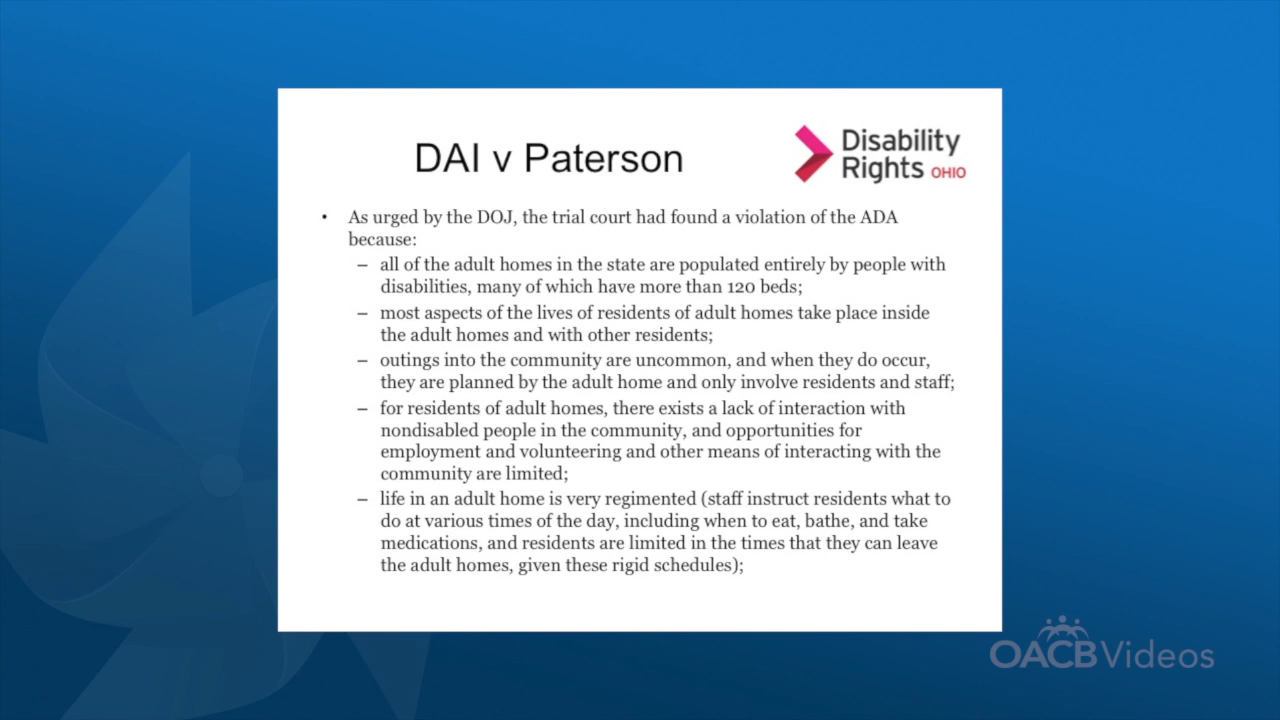 DAI v Paterson
Disability
Rights OHIO
• As urged by the DOJ, the trial court had found a violation of the ADA
because:
– all of the adult homes in the state are populated entirely by people with
disabilities, many of which have more than 120 beds;
– most aspects of the lives of residents of adult homes take place inside
the adult homes and with other residents;
– outings into the community are uncommon, and when they do occur,
they are planned by the adult home and only involve residents and staff;
– for residents of adult homes, there exists a lack of interaction with
nondisabled people in the community, and opportunities for
employment and volunteering and other means of interacting with the
community are limited;
– life in an adult home is very regimented (staff instruct residents what to
do at various times of the day, including when to eat, bathe, and take
medications, and residents are limited in the times that they can leave
the adult homes, given these rigid schedules);
OACB Videos